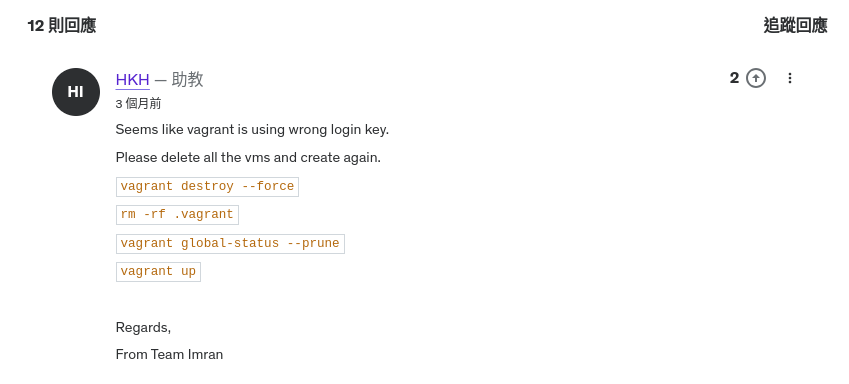 12 則回應
追蹤回應
HI
HKH — 助教
2
3 個月前
Seems like vagrant is using wrong login key.
Please delete all the vms and create again.
vagrant destroy --force
rm -rf .vagrant
vagrant global-status --prune
vagrant up
Regards,
From Team Imran